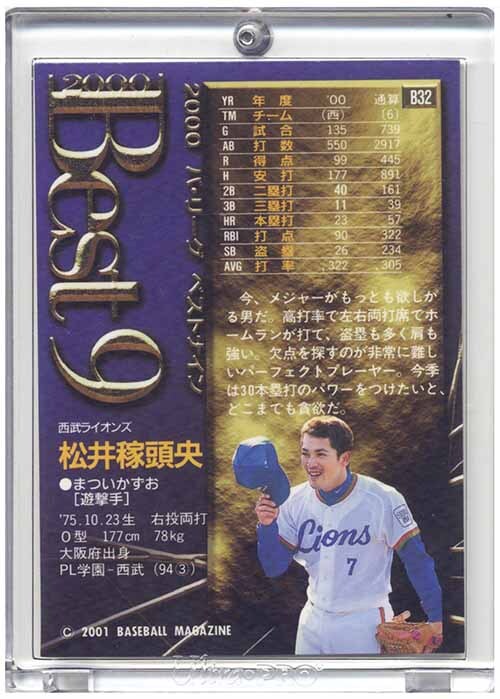 2000
Best 9
2000 パ・リーグ ベストナイン
YR 年度 '00 通算 B32
TM チーム (西) (6)
G 試合 135 739
AB 打数 550 2917
R 得点 99 445
H 安打 177 891
2B 二塁打 40 161
3B 三塁打 11 39
HR 本塁打 23 57
RBI 打点 90 322
SB 盗塁 26 234
AVG 打率 .322 .305
今、メジャーがもっとも欲しが
る男だ。高打率で左右両打席でホ
ームランが打て、盗塁も多く肩も
強い。欠点を探すのが非常に難し
いパーフェクトプレーヤー。今季
は30本塁打のパワーをつけたいと、
どこまでも貪欲だ。
西武ライオンズ
松井稼頭央
●まついかずお
[遊撃手]
'75.10.23生 右投両打
O型 177cm 78kg
大阪府出身
PL学園-西武 (94③)
Lions
7
© 2001 BASEBALL MAGAZINE
Ultra PRO